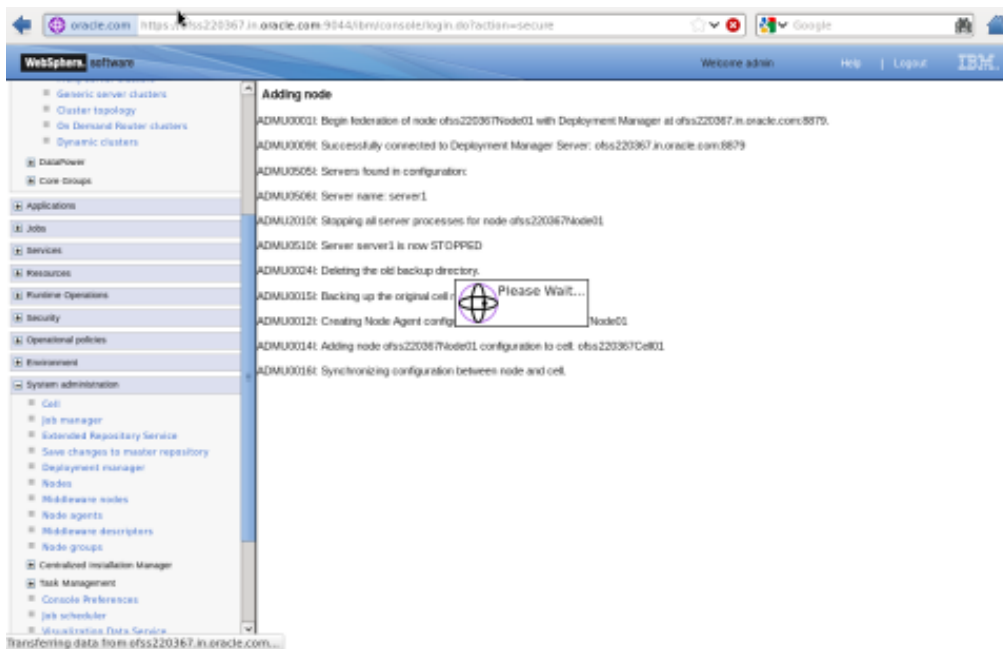 oracle.com https://ofss220367.in.oracle.com:9044/ibm/console/login.do?action=secure
Google
WebSphere. software
Welcome admin
Help | Logout
IBM.
Generic server clusters
Cluster topology
On Demand Router clusters
Dynamic clusters
DataPower
Core Groups
Applications
Jobs
Services
Resources
Runtime Operations
Security
Operational policies
Environment
System administration
Cell
Job manager
Extended Repository Service
Save changes to master repository
Deployment manager
Nodes
Middleware nodes
Node agents
Middleware descriptors
Node groups
Centralized Installation Manager
Task Management
Console Preferences
Job scheduler
Visualization Data Service
Transferring data from ofss220367.in.oracle.com...
Adding node
ADMU0001I: Begin federation of node ofss220367Node01 with Deployment Manager at ofss220367.in.oracle.com:8879.
ADMU0009I: Successfully connected to Deployment Manager Server: ofss220367.in.oracle.com:8879
ADMU0505I: Servers found in configuration:
ADMU0506I: Server name: server1
ADMU2010I: Stopping all server processes for node ofss220367Node01
ADMU0510I: Server server1 is now STOPPED
ADMU0024I: Deleting the old backup directory.
ADMU0015I: Backing up the original cell
Please Wait...
ADMU0012I: Creating Node Agent config Node01
ADMU0014I: Adding node ofss220367Node01 configuration to cell: ofss220367Cell01
ADMU0016I: Synchronizing configuration between node and cell.